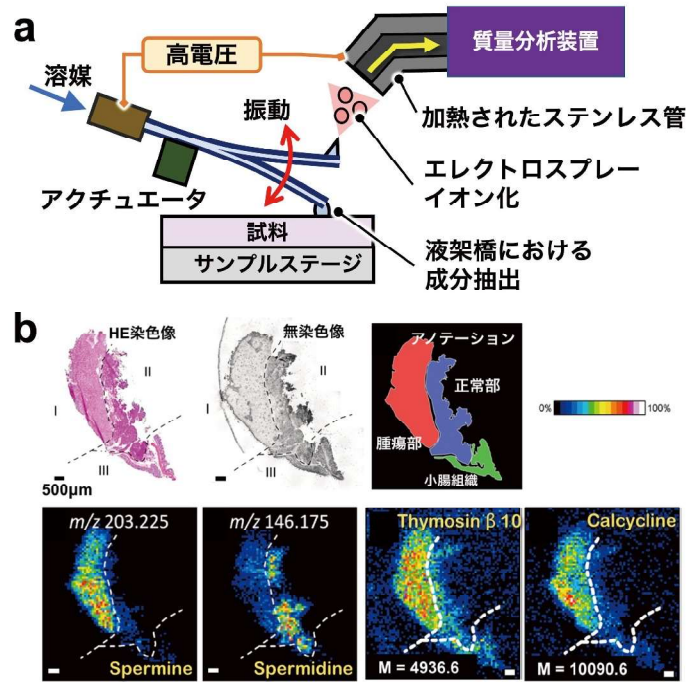 a
高電圧
質量分析装置
溶媒
振動
加熱されたステンレス管
アクチュエータ
エレクトロスプレー
イオン化
試料
サンプルステージ
液架橋における
成分抽出
b
HE染色像
II
I
III
500μm
無染色像
II
I
III
アノテーション
正常部
腫瘍部
小腸組織
0%
100%
m/z 203.225
Spermine
m/z 146.175
Spermidine
Thymosin β 10
M = 4936.6
Calcycline
M = 10090.6